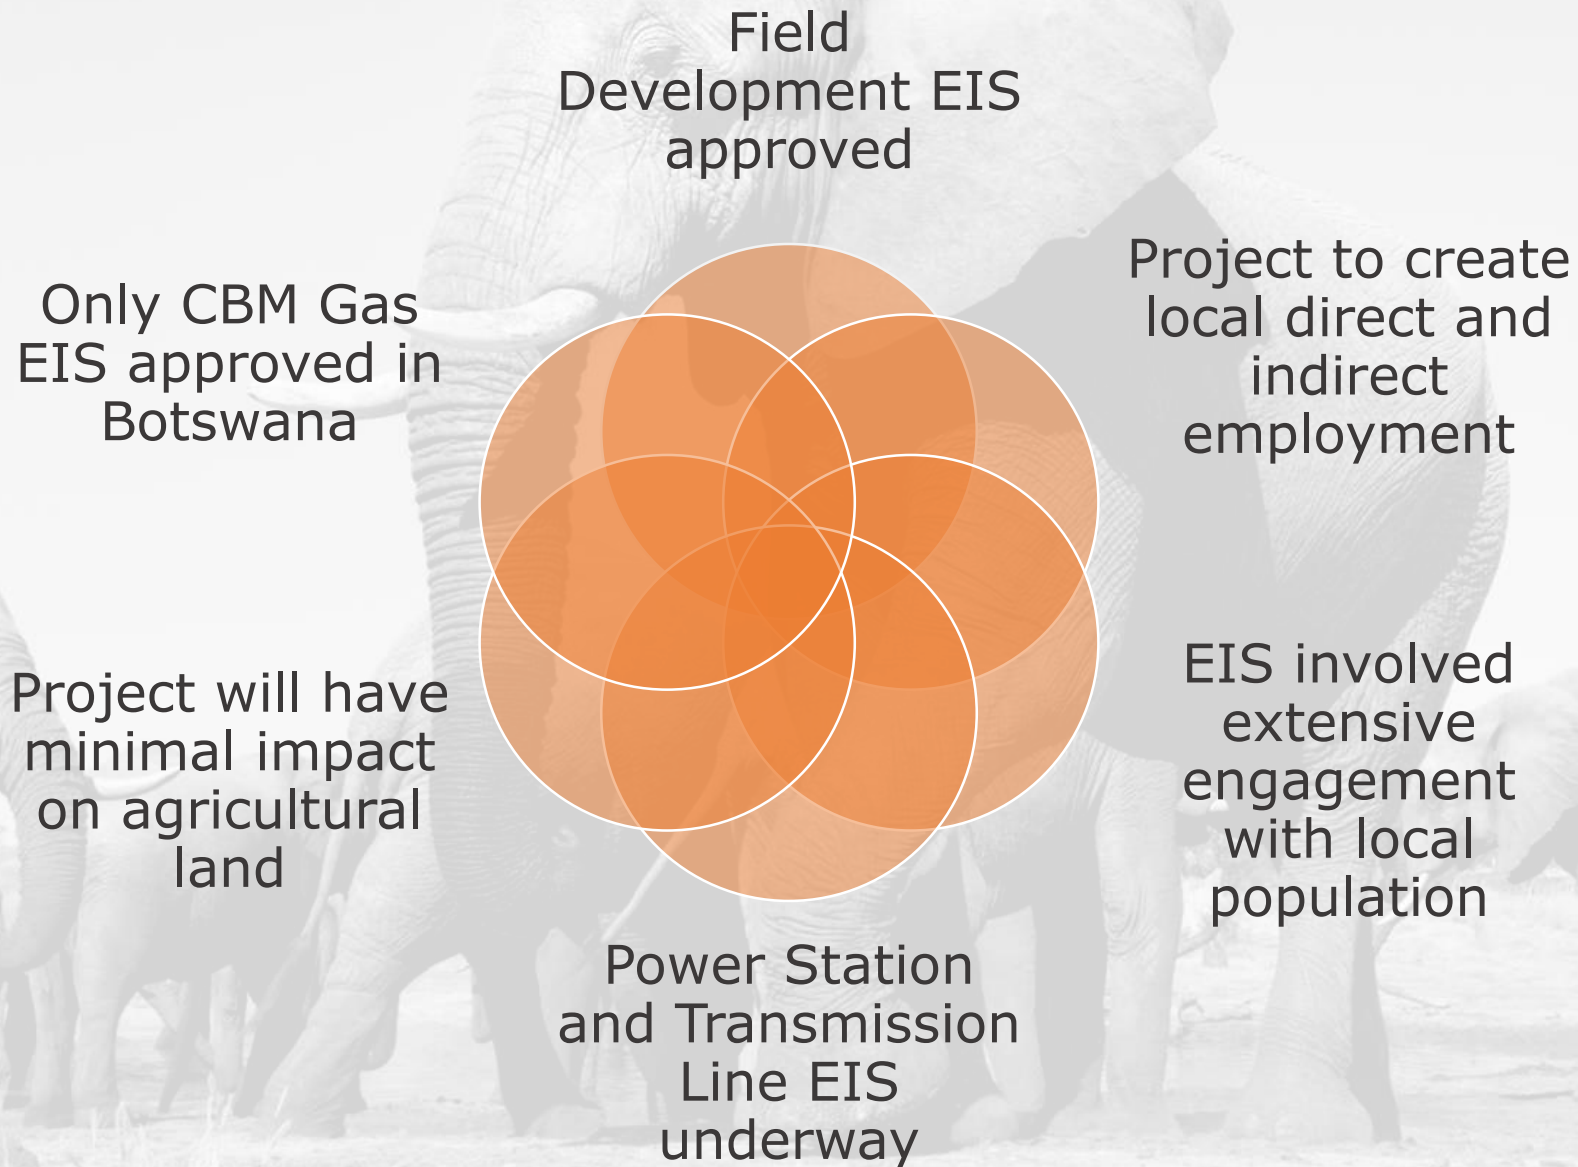 Field
Development EIS
approved
Project to create
local direct and
indirect
employment
EIS involved
extensive
engagement
with local
population
Power Station
and Transmission
Line EIS
underway
Project will have
minimal impact
on agricultural
land
Only CBM Gas
EIS approved in
Botswana